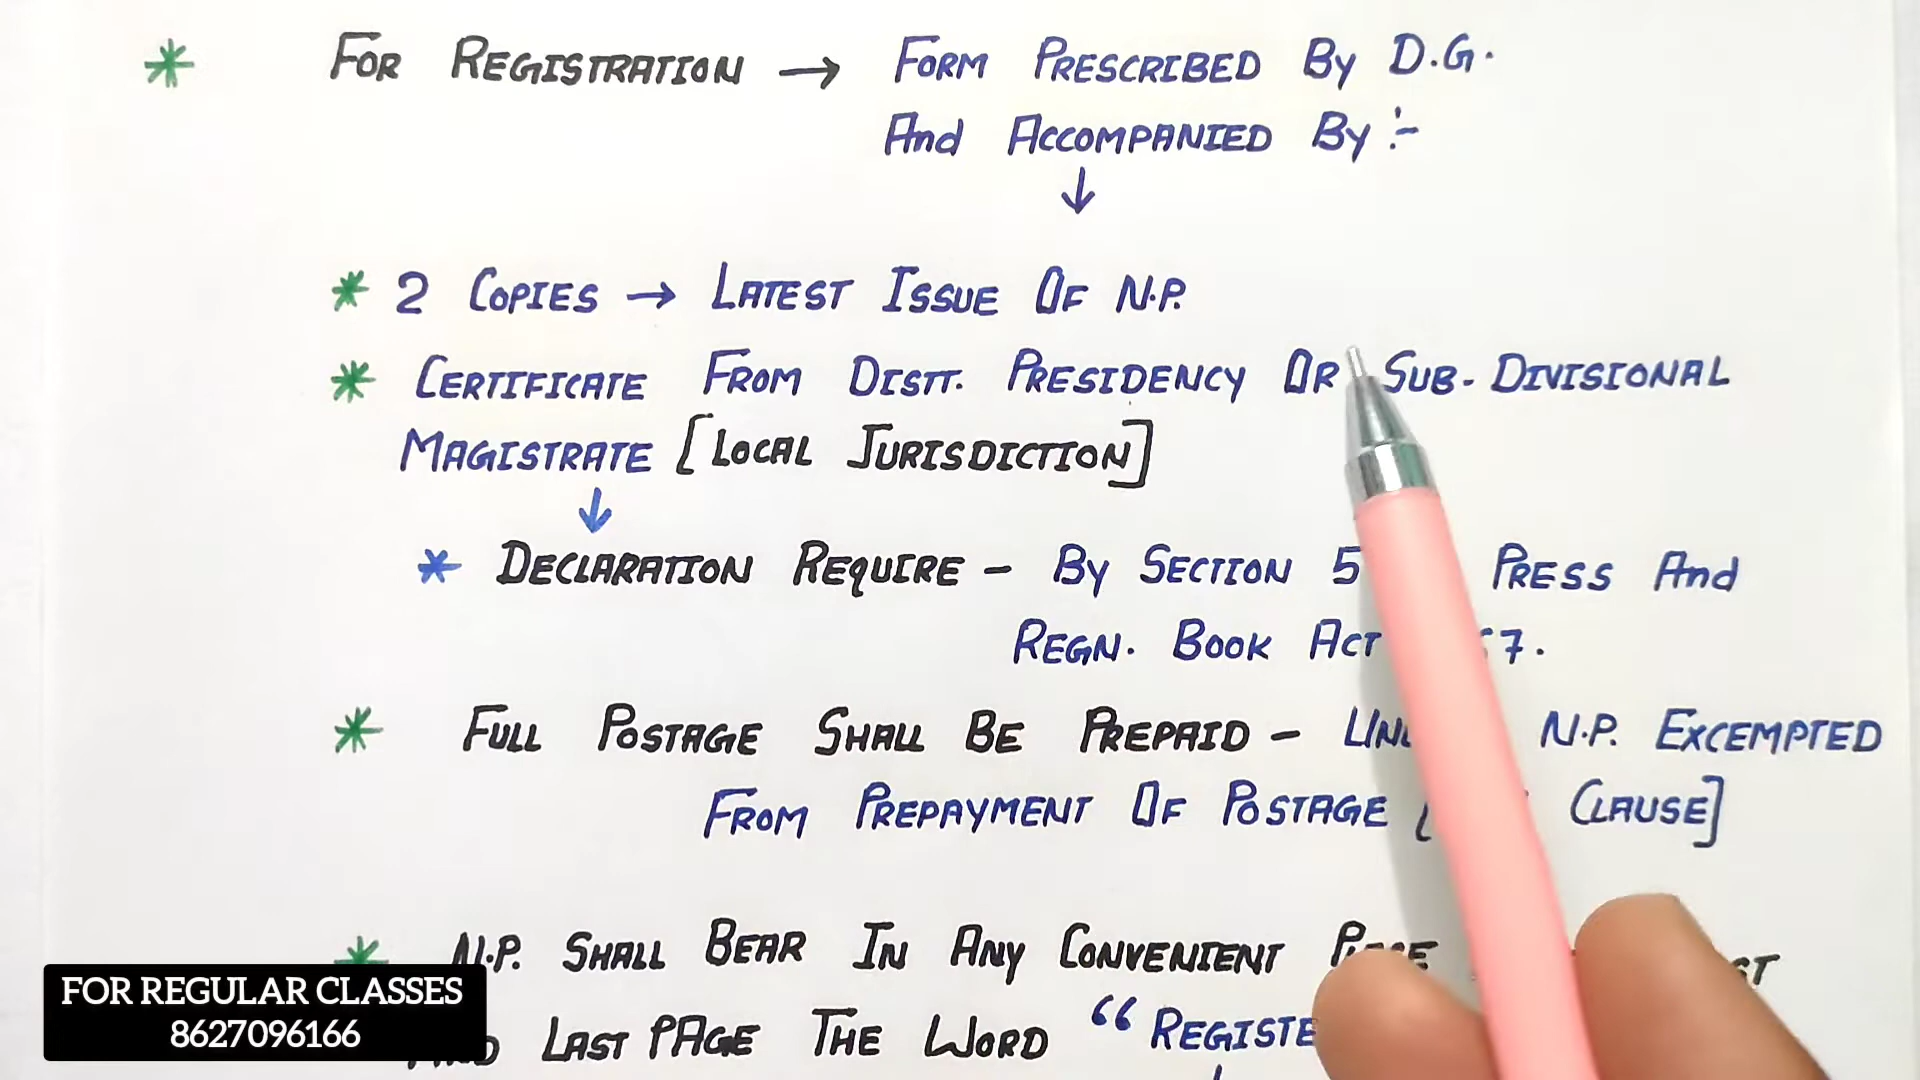 * FOR REGISTRATION → FORM PRESCRIBED BY D.G.
And ACCOMPANIED BY :-
↓
* 2 COPIES → LATEST ISSUE OF N.P.
* CERTIFICATE FROM DISTT. PRESIDENCY OR SUB-DIVISIONAL
MAGISTRATE [LOCAL JURISDICTION]
↓
* DECLARATION REQUIRE - BY SECTION 5 PRESS And
REGN. BOOK ACT 7.
* FULL POSTAGE SHALL BE PREPAID - N.P. EXCEMPTED
FROM PREPAYMENT OF POSTAGE [ CLAUSE]
* N.P. SHALL BEAR IN ANY CONVENIENT
LAST PAGE THE WORD "
FOR REGULAR CLASSES
8627096166